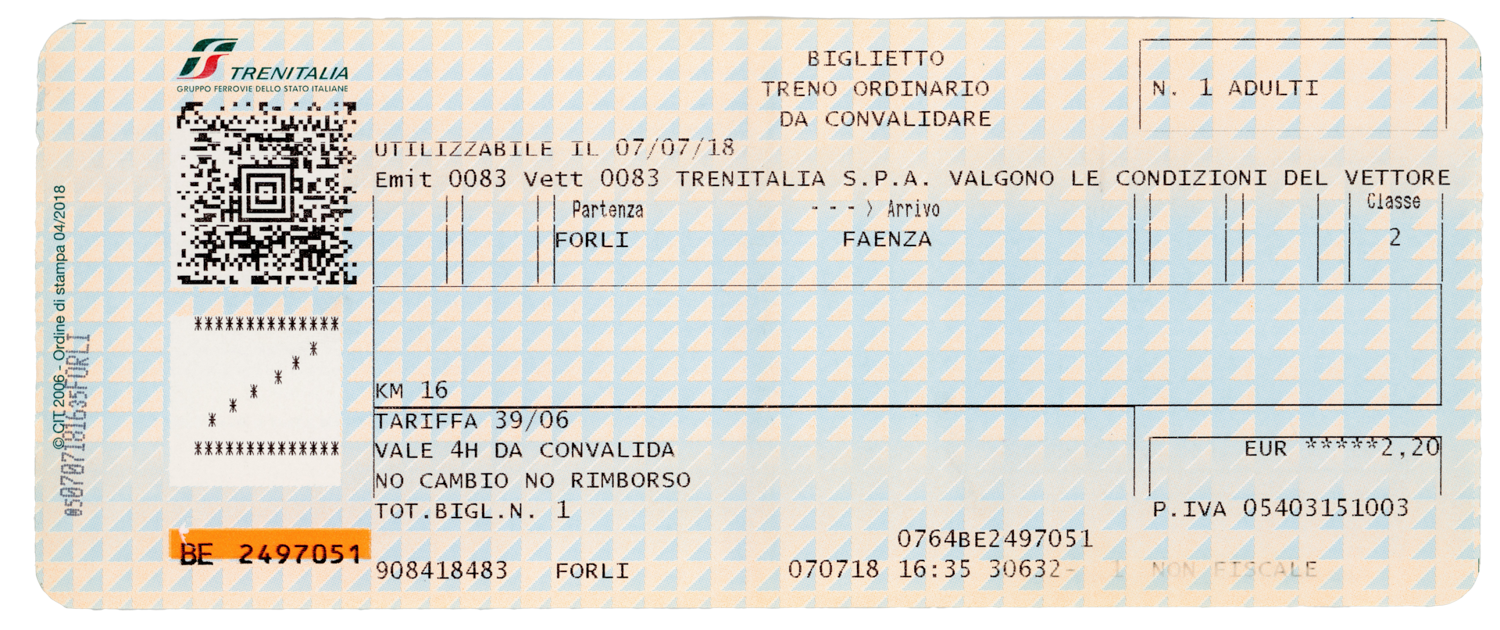 TRENITALIA
GRUPPO FERROVIE DELLO STATO ITALIANE
BIGLIETTO
TRENO ORDINARIO
DA CONVALIDARE
N. 1 ADULTI
UTILIZZABILE IL 07/07/18
Emit 0083 Vett 0083 TRENITALIA S.P.A. VALGONO LE CONDIZIONI DEL VETTORE
Partenza ---> Arrivo Classe
FORLI FAENZA 2
**************
*
*
*
*
*
*
**************
KM 16
TARIFFA 39/06
VALE 4H DA CONVALIDA
EUR *****2,20
NO CAMBIO NO RIMBORSO
TOT.BIGL.N. 1
P.IVA 05403151003
0764BE2497051
BE 2497051
908418483 FORLI 070718 16:35 30632- 1 NON FISCALE
© CIT 2006 - Ordine di stampa 04/2018